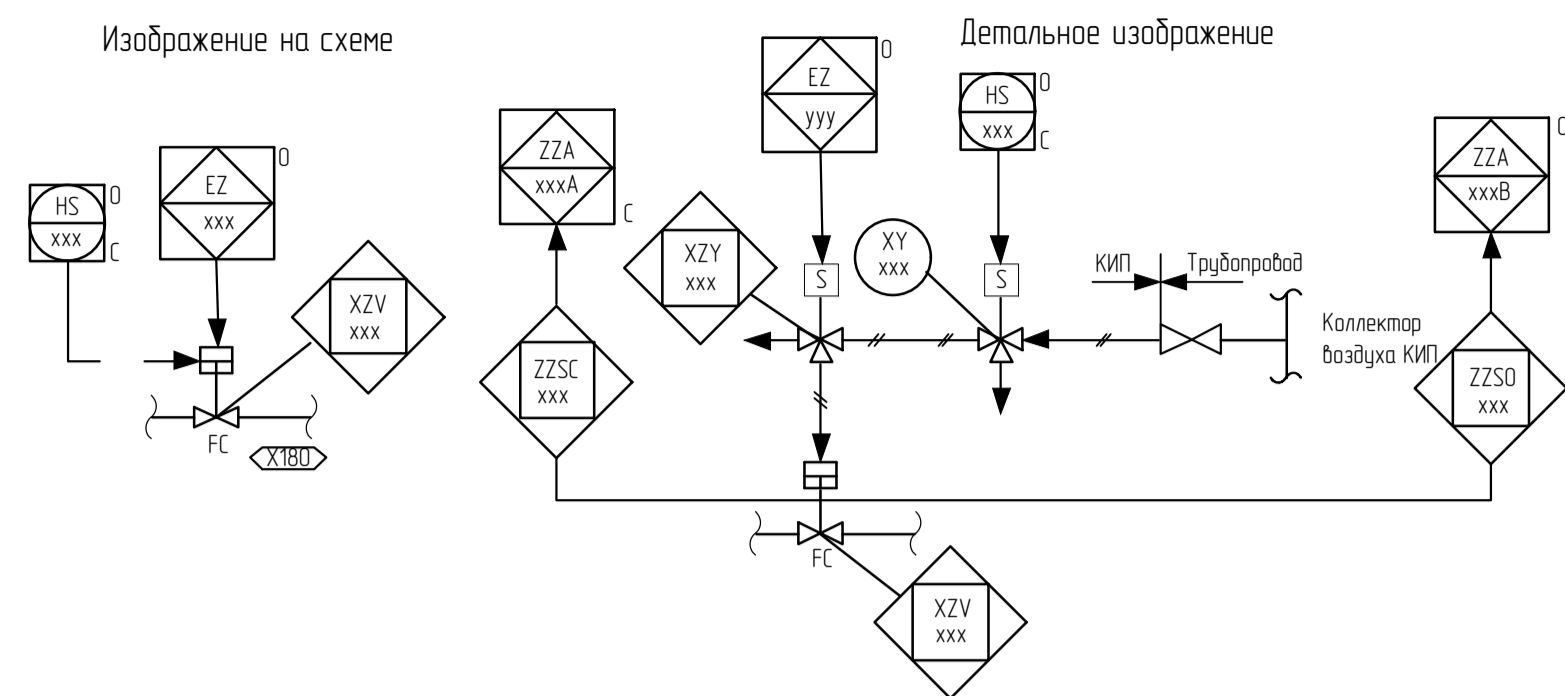 Изображение на схеме
HS
xxx
O
C
EZ
xxx
O
XZV
xxx
FC
X180
Детальное изображение
ZZA
xxxA
C
EZ
yyy
O
HS
xxx
O
C
ZZA
xxxB
O
XZY
xxx
S
XY
xxx
S
КИП
Трубопровод
Коллектор
воздуха КИП
ZZSC
xxx
ZZSO
xxx
FC
XZV
xxx